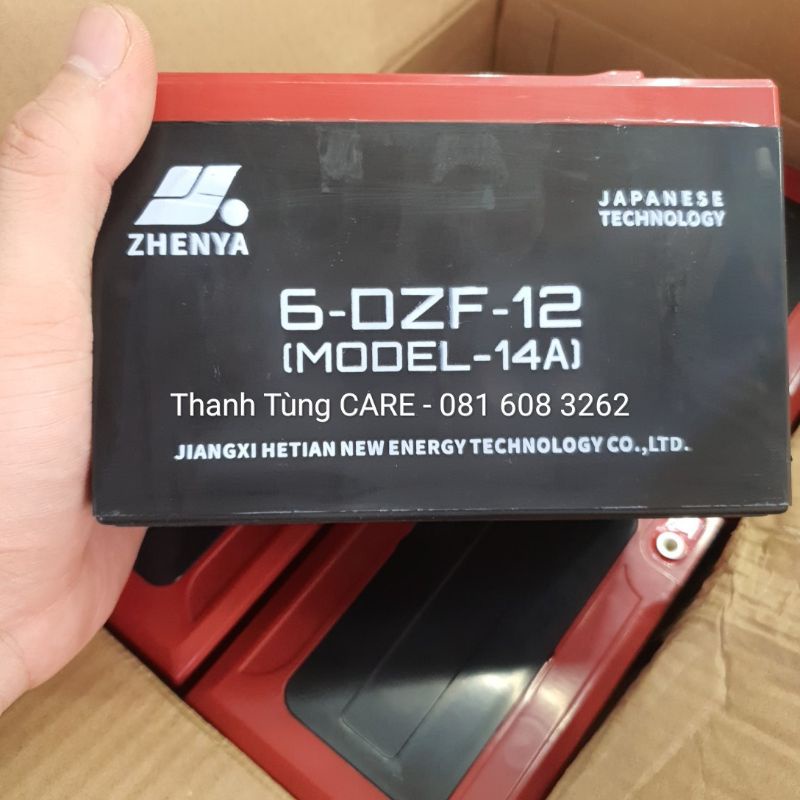 ZHENYA
JAPANESE
TECHNOLOGY
6-DZF-12
(MODEL-14A)
Thanh Tùng CARE - 081 608 3262
JIANGXI HETIAN NEW ENERGY TECHNOLOGY CO.,LTD.